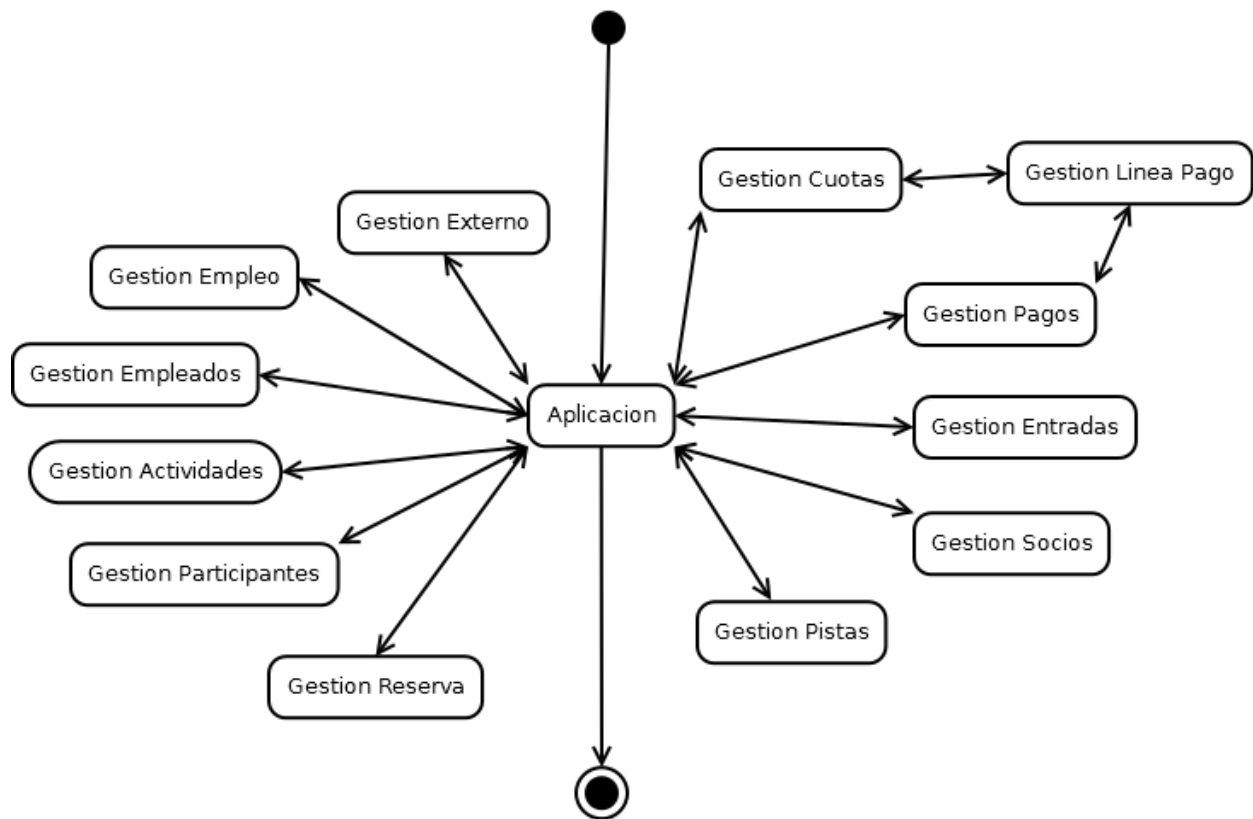 Gestion Cuotas
Gestion Linea Pago
Gestion Externo
Gestion Empleo
Gestion Pagos
Gestion Empleados
Aplicacion
Gestion Entradas
Gestion Actividades
Gestion Socios
Gestion Participantes
Gestion Pistas
Gestion Reserva